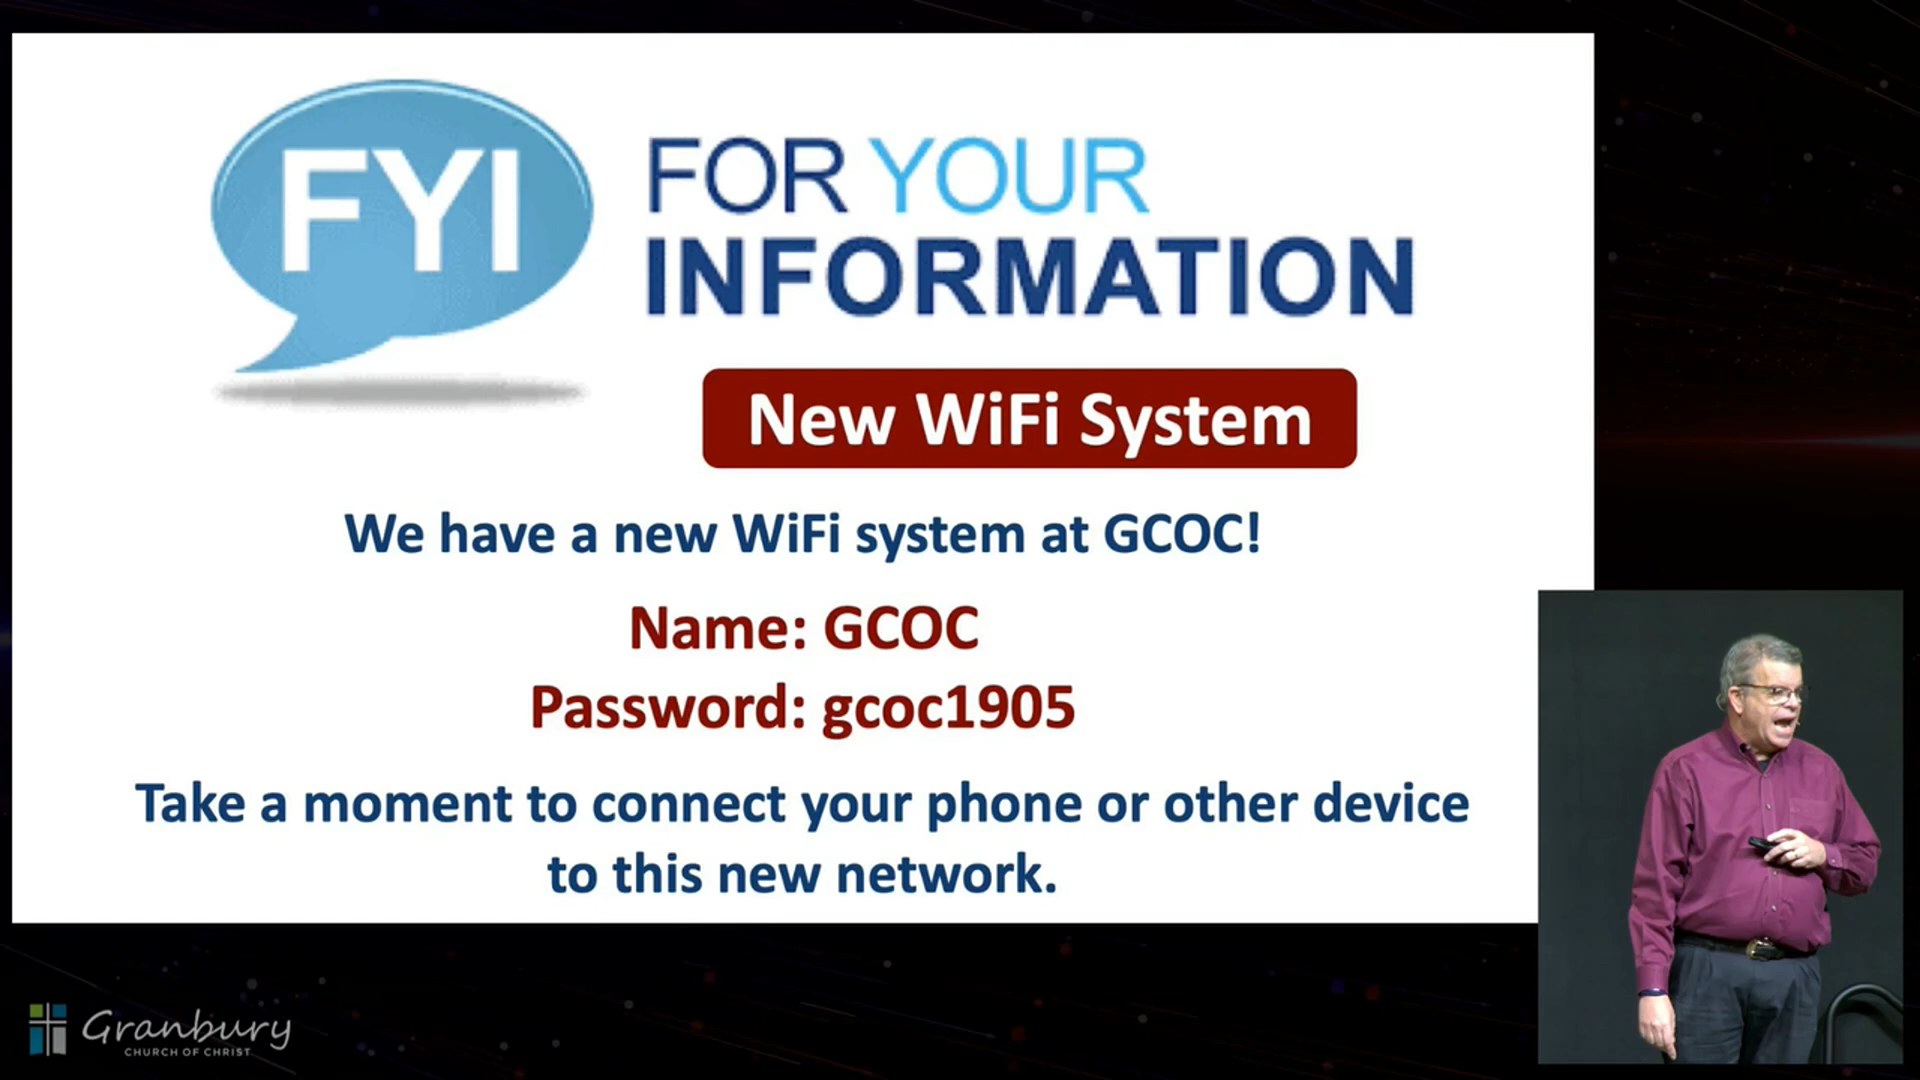 FYI
FOR YOUR
INFORMATION
New WiFi System
We have a new WiFi system at GCOC!
Name: GCOC
Password: gcoc1905
Take a moment to connect your phone or other device
to this new network.
Granbury
CHURCH OF CHRIST